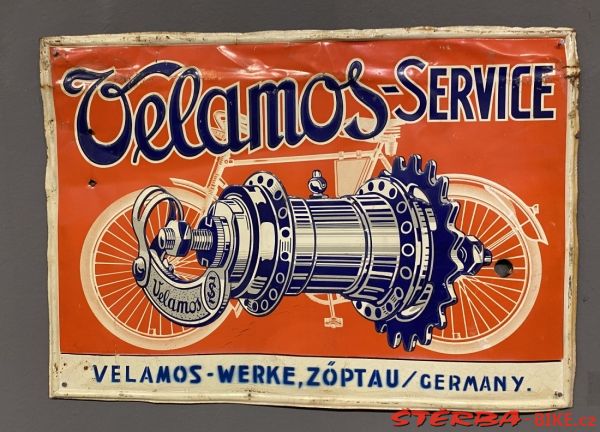 Velamos-SERVICE
Velamos
VELAMOS-WERKE, ZÖPTAU/GERMANY.
STERBA-BIKE.cz